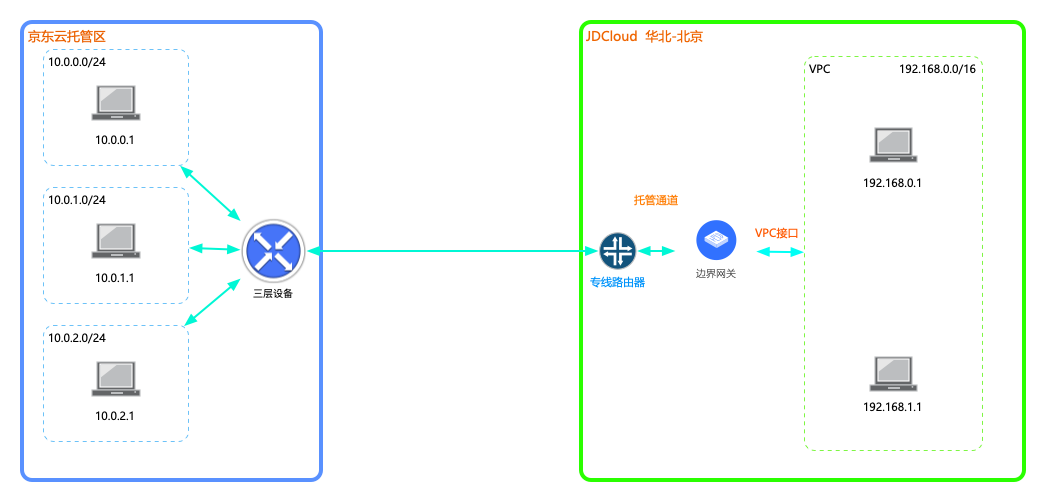 京东云托管区
10.0.0.0/24
10.0.0.1
10.0.1.0/24
10.0.1.1
10.0.2.0/24
10.0.2.1
三层设备
JDCloud 华北-北京
托管通道
专线路由器
边界网关
VPC接口
VPC 192.168.0.0/16
192.168.0.1
192.168.1.1